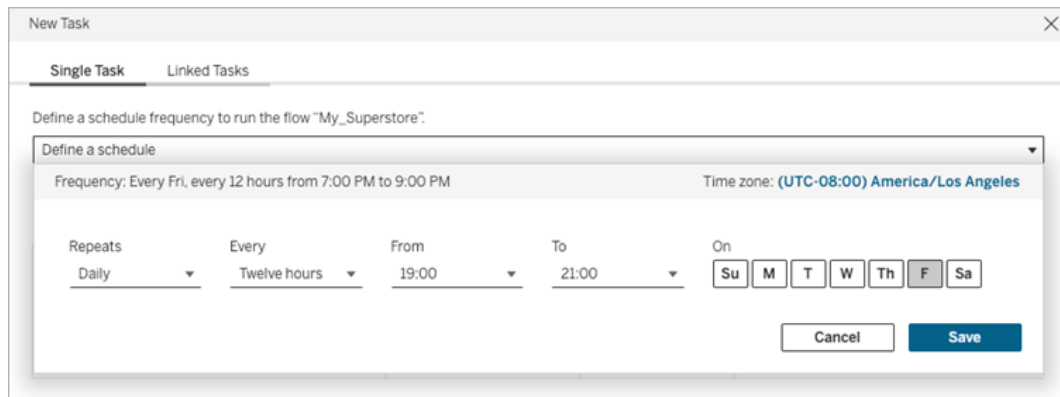 New Task
Single Task Linked Tasks
Define a schedule frequency to run the flow "My_Superstore".
Define a schedule
Frequency: Every Fri, every 12 hours from 7:00 PM to 9:00 PM Time zone: (UTC-08:00) America/Los Angeles
Repeats Every From To On
Daily Twelve hours 19:00 21:00 Su M T W Th F Sa
Cancel Save